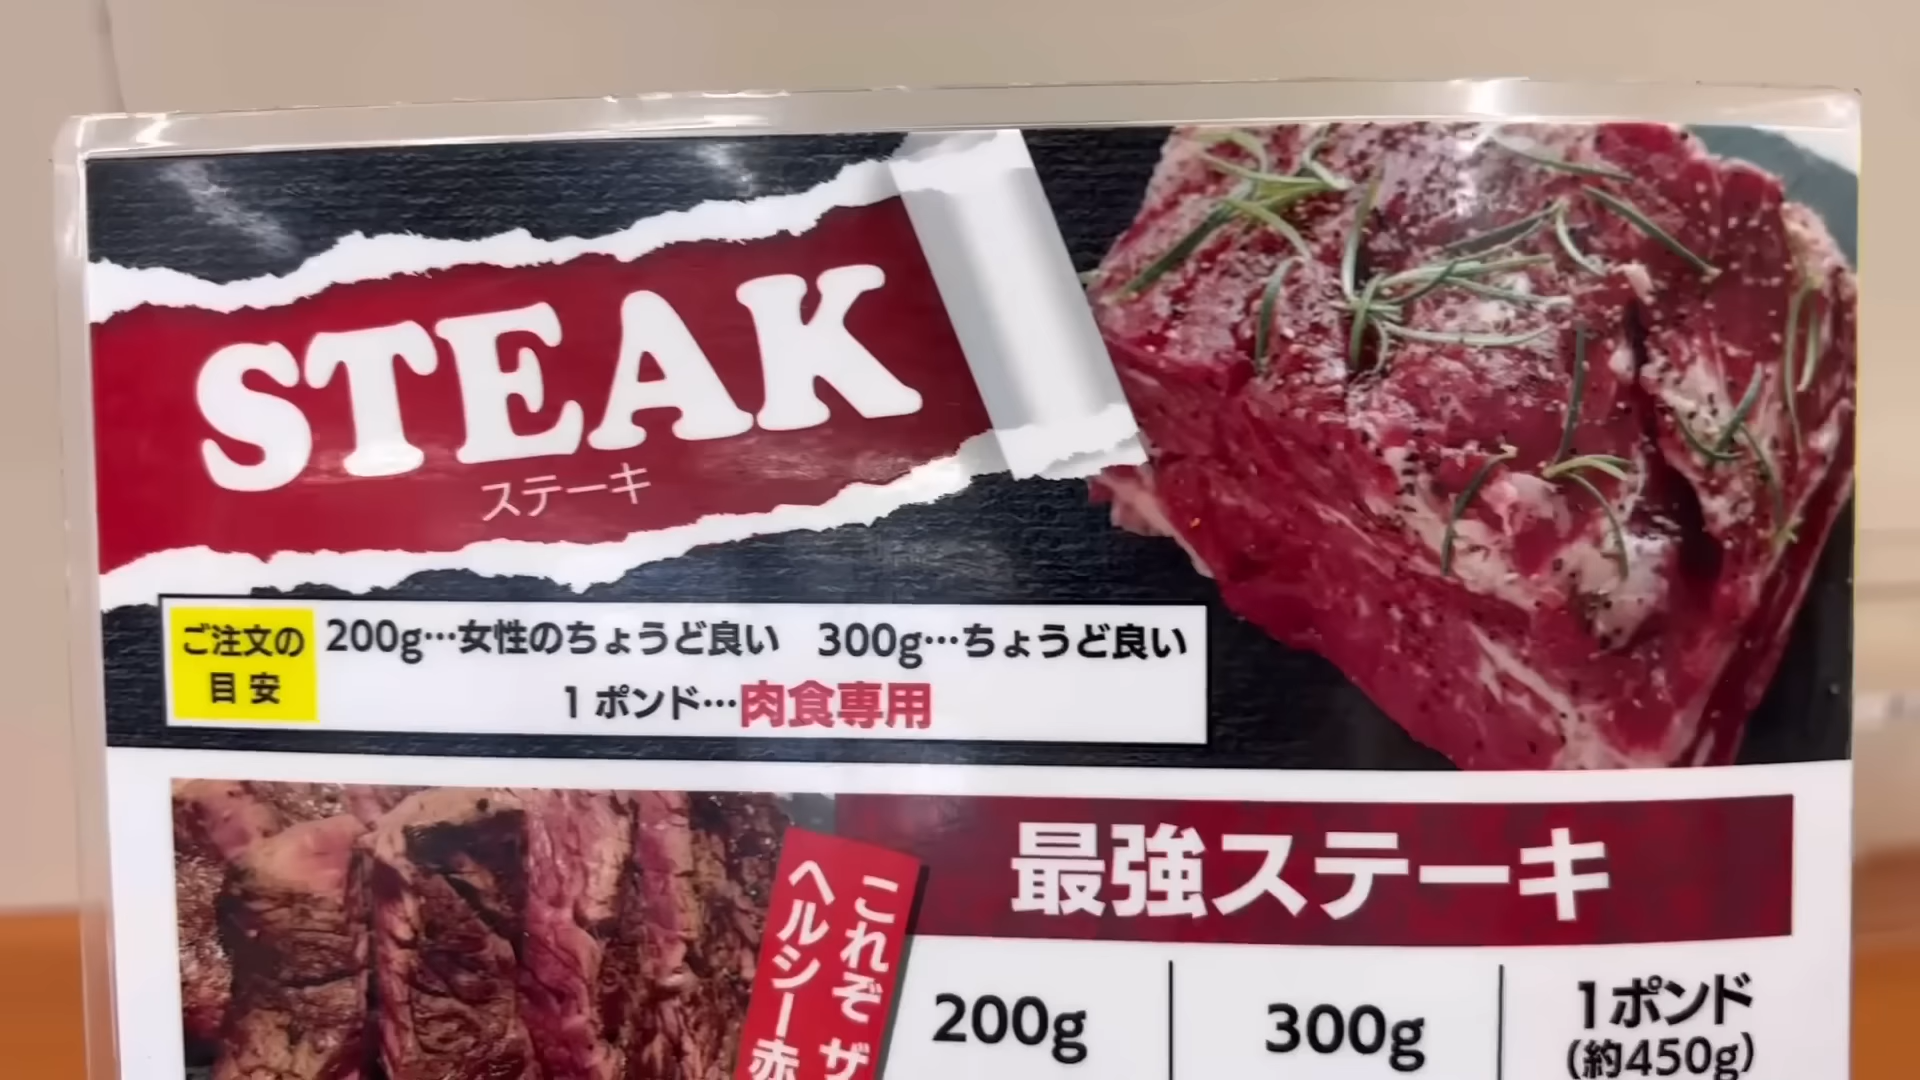 STEAK
ステーキ
ご注文の
目安
200g…女性のちょうど良い 300g…ちょうど良い
1ポンド…肉食専用
最強ステーキ
これぞ ザ
ヘルシー赤
200g
300g
1ポンド
(約450g)